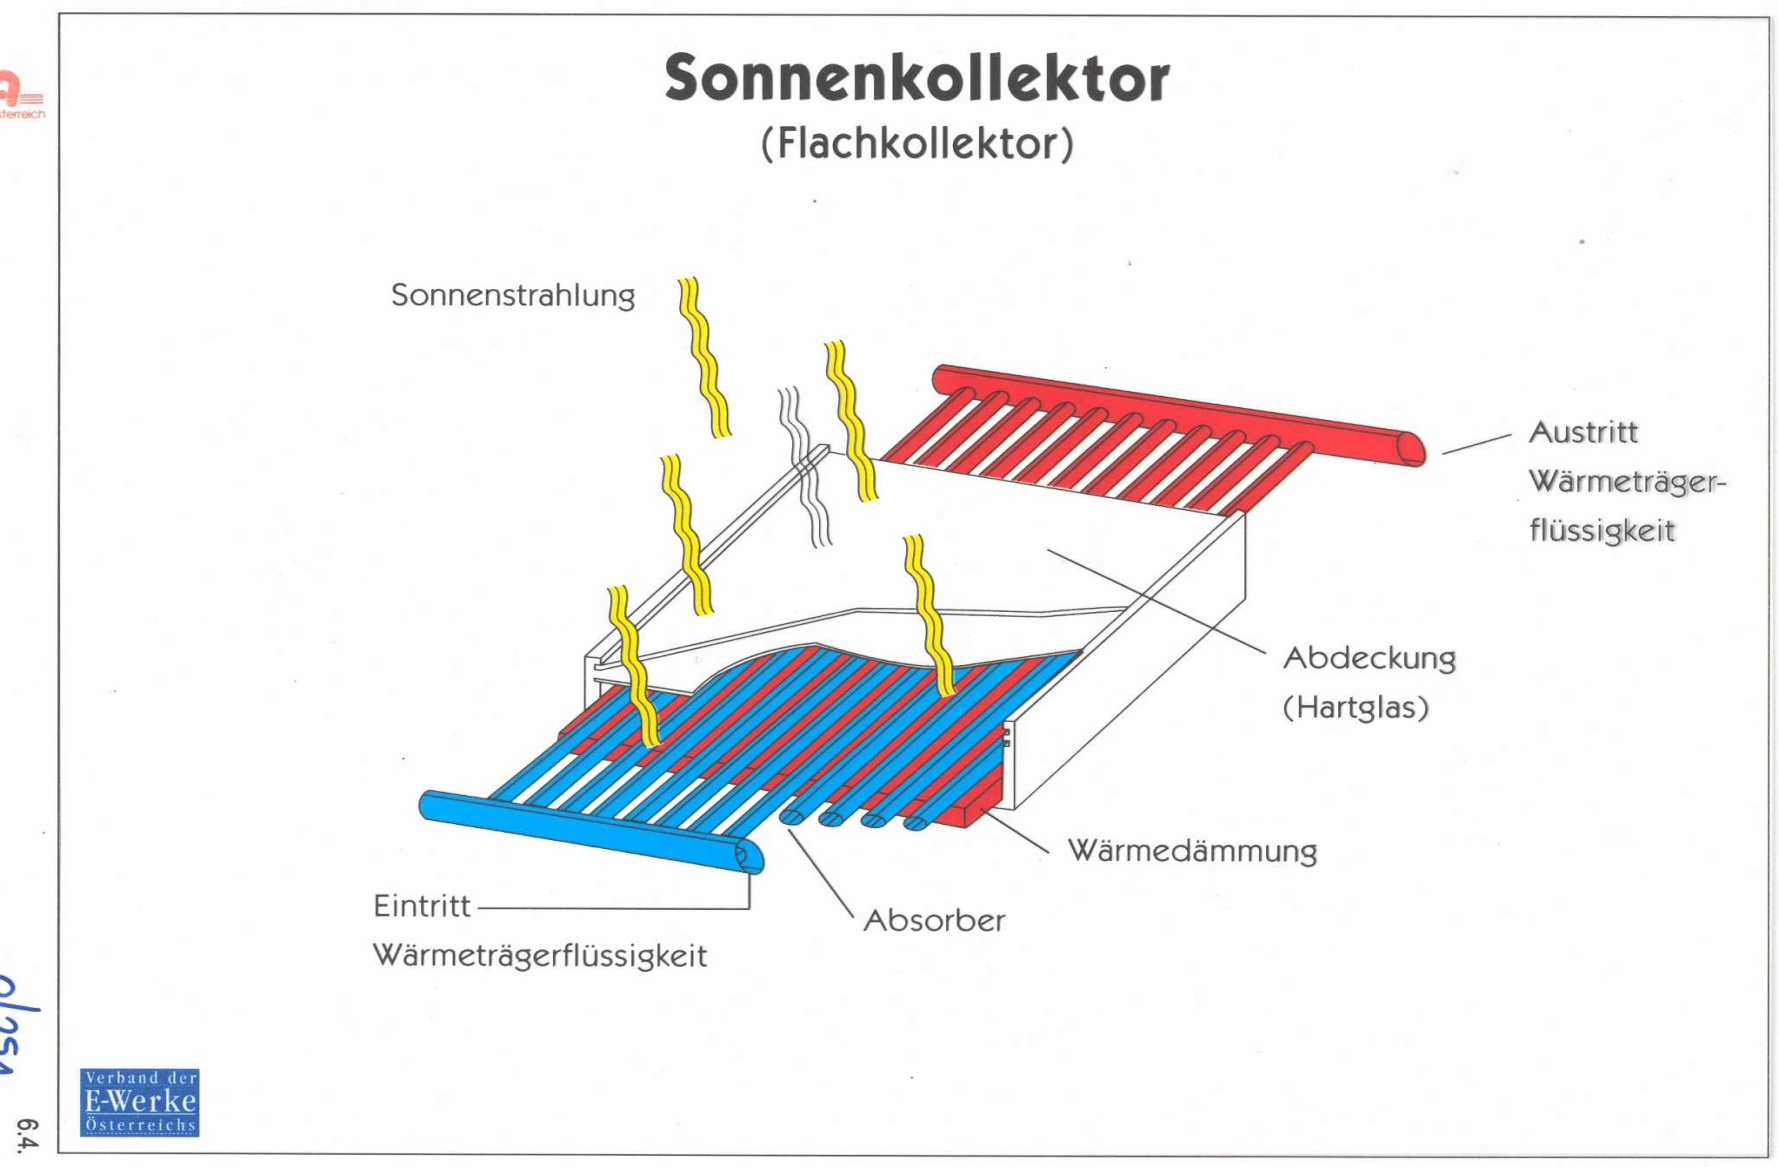 Sonnenkollektor
(Flachkollektor)
Sonnenstrahlung
Austritt
Wärmeträger-
flüssigkeit
Abdeckung
(Hartglas)
Wärmedämmung
Absorber
Eintritt
Wärmeträgerflüssigkeit
Verband der
E-Werke
Österreichs
6.4.